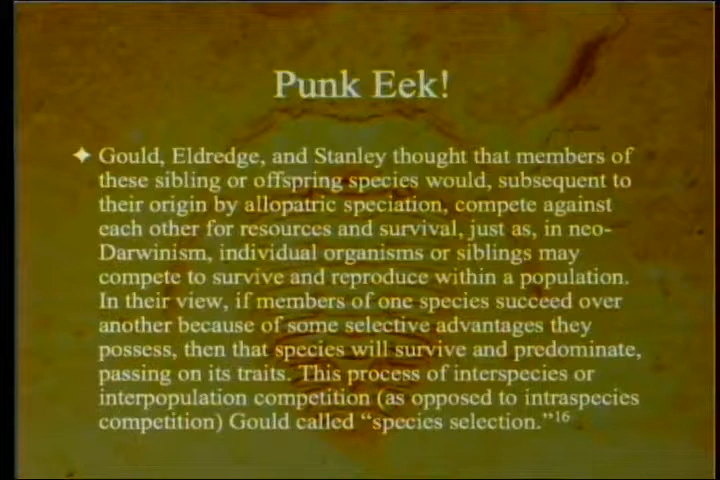 Punk Eek!
✦ Gould, Eldredge, and Stanley thought that members of
these sibling or offspring species would, subsequent to
their origin by allopatric speciation, compete against
each other for resources and survival, just as, in neo-
Darwinism, individual organisms or siblings may
compete to survive and reproduce within a population.
In their view, if members of one species succeed over
another because of some selective advantages they
possess, then that species will survive and predominate,
passing on its traits. This process of interspecies or
interpopulation competition (as opposed to intraspecies
competition) Gould called “species selection.”16